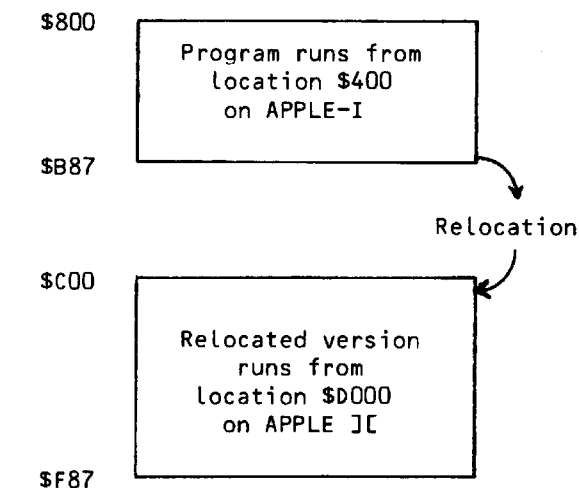 $800
Program runs from
location $400
on APPLE-I
$B87
Relocation
$C00
Relocated version
runs from
location $D000
on APPLE ][
$F87